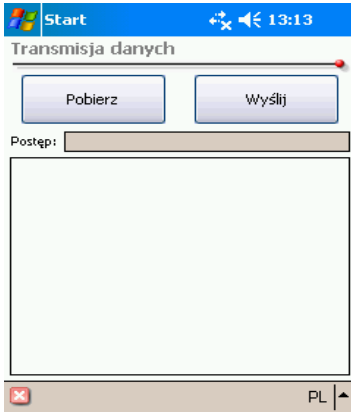 Start 13:13
Transmisja danych
Pobierz Wyślij
Postęp:
PL